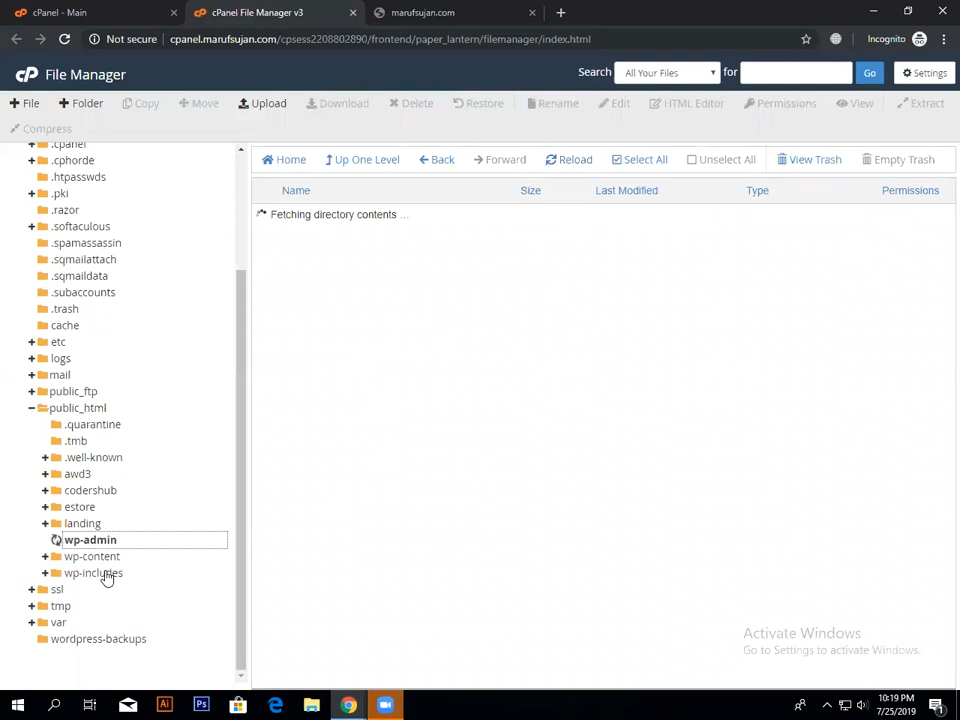 cPanel - Main
cPanel File Manager v3
marufsujan.com
Not secure
cpanel.marufsujan.com/cpsess2208802890/frontend/paper_lantern/filemanager/index.html
Incognito
cP File Manager
Search
All Your Files
for
Go
Settings
File
Folder
Copy
Move
Upload
Download
Delete
Restore
Rename
Edit
HTML Editor
Permissions
View
Extract
Compress
Home
Up One Level
Back
Forward
Reload
Select All
Unselect All
View Trash
Empty Trash
Name
Size
Last Modified
Type
Permissions
Fetching directory contents ...
.cpanel
.cphorde
.htpasswds
.pki
.razor
.softaculous
.spamassassin
.sqmailattach
.sqmaildata
.subaccounts
.trash
cache
etc
logs
mail
public_ftp
public_html
.quarantine
.tmb
.well-known
awd3
codershub
estore
landing
wp-admin
wp-content
wp-includes
ssl
tmp
var
wordpress-backups
Activate Windows
Go to Settings to activate Windows.
Ai
Ps
10:19 PM
7/25/2019
1